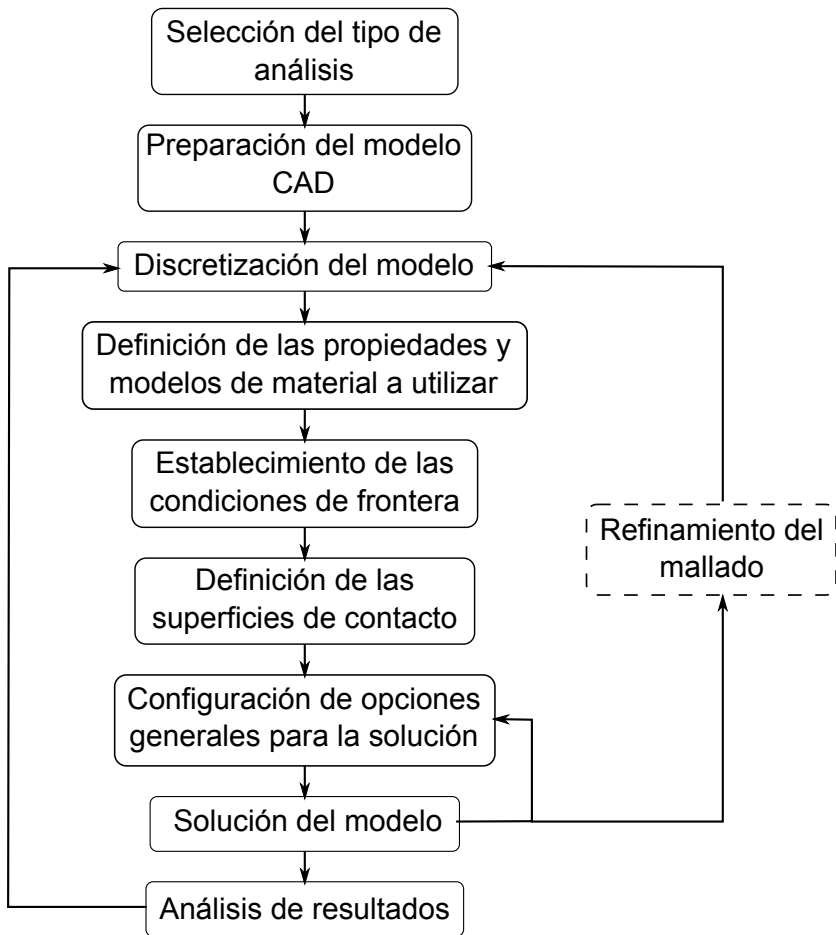 Selección del tipo de
análisis
Preparación del modelo
CAD
Discretización del modelo
Definición de las propiedades y
modelos de material a utilizar
Establecimiento de las
condiciones de frontera
Definición de las
superficies de contacto
Configuración de opciones
generales para la solución
Solución del modelo
Análisis de resultados
Refinamiento del
mallado